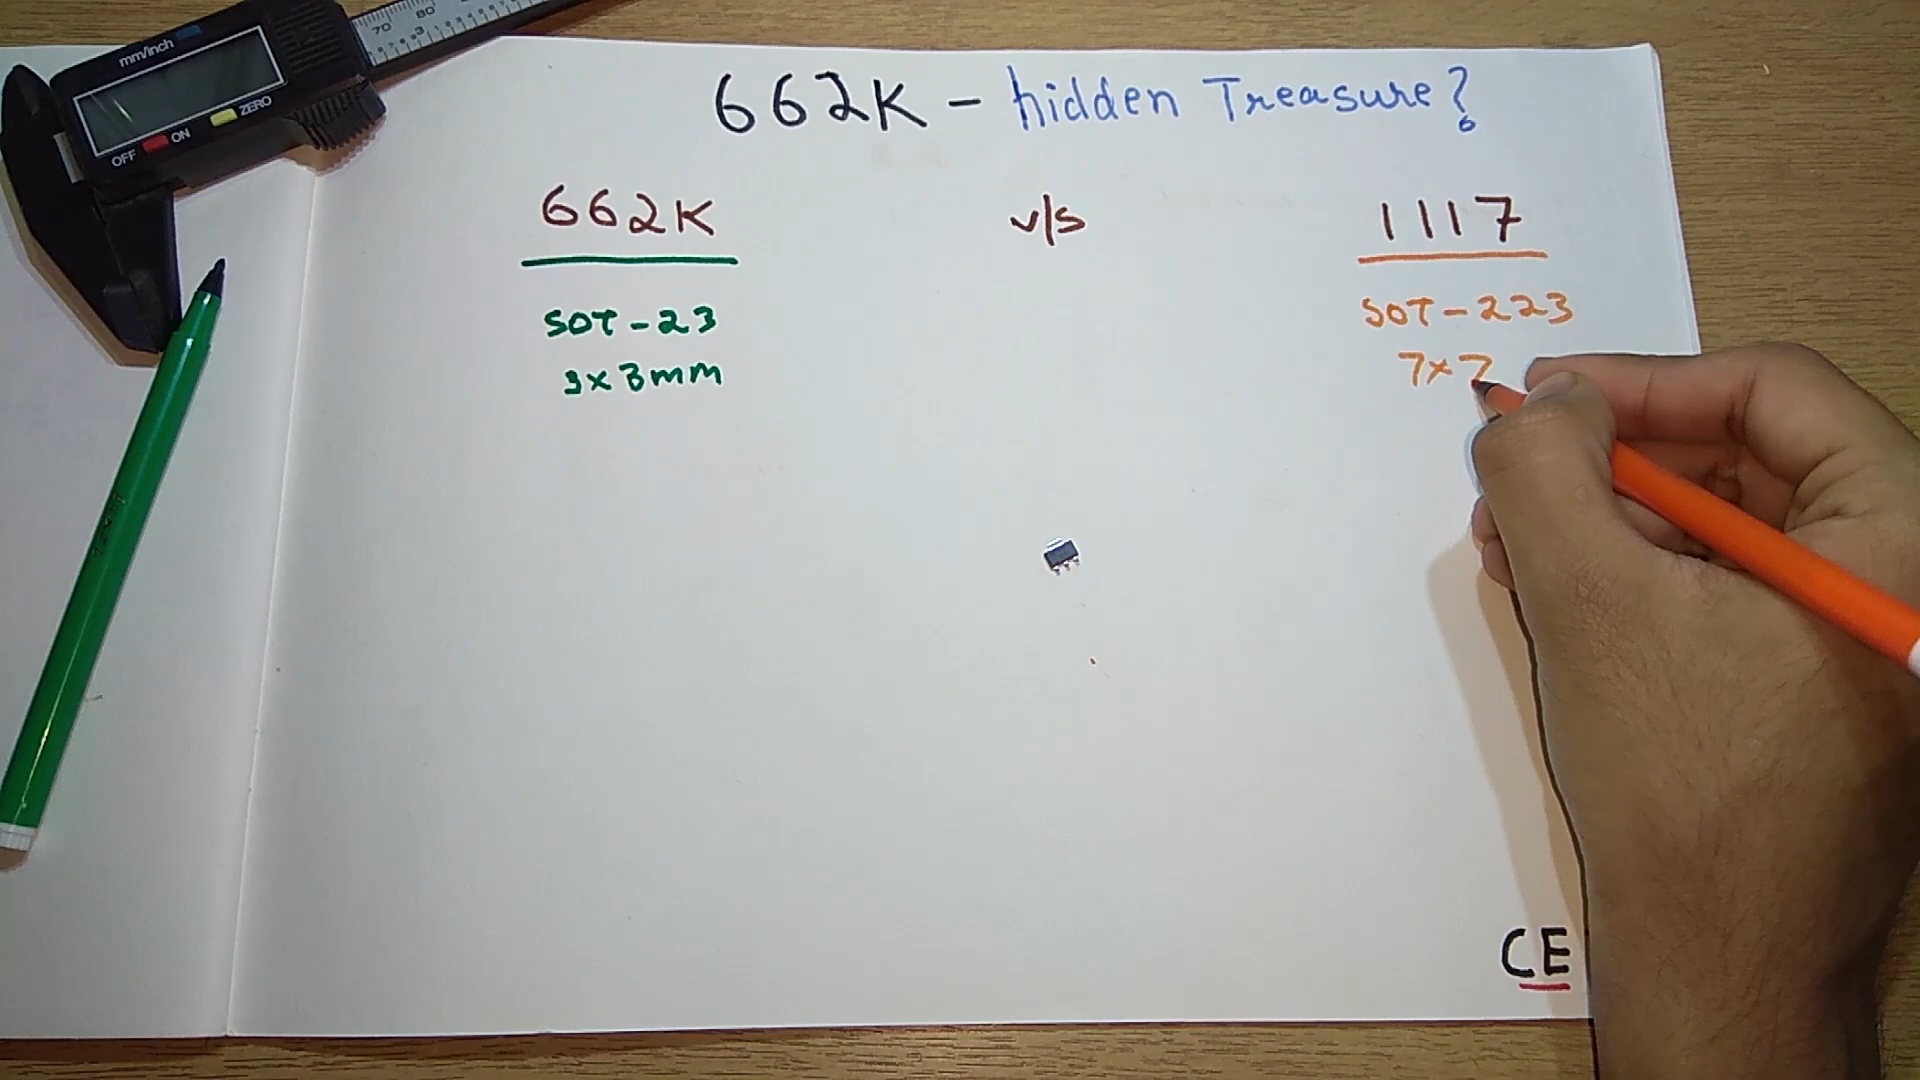 mm/inch
OFF ON ZERO
70 80
3
662K - hidden Treasure?
662K v/s 1117
SOT-23 SOT-223
3x3mm 7x7
CE